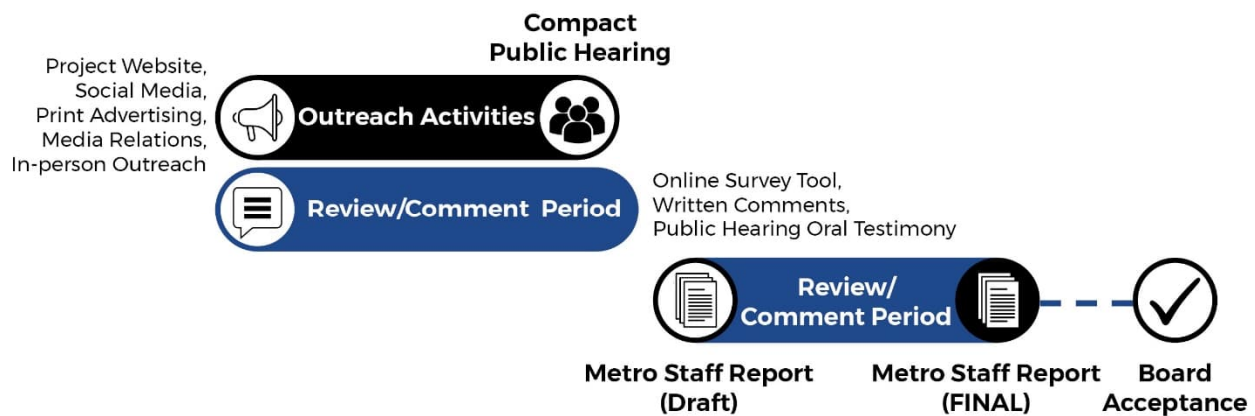 Compact
Public Hearing
Project Website,
Social Media,
Print Advertising,
Media Relations,
In-person Outreach
Outreach Activities
Review/Comment Period
Online Survey Tool,
Written Comments,
Public Hearing Oral Testimony
Review/
Comment Period
Metro Staff Report
(Draft)
Metro Staff Report
(FINAL)
Board
Acceptance